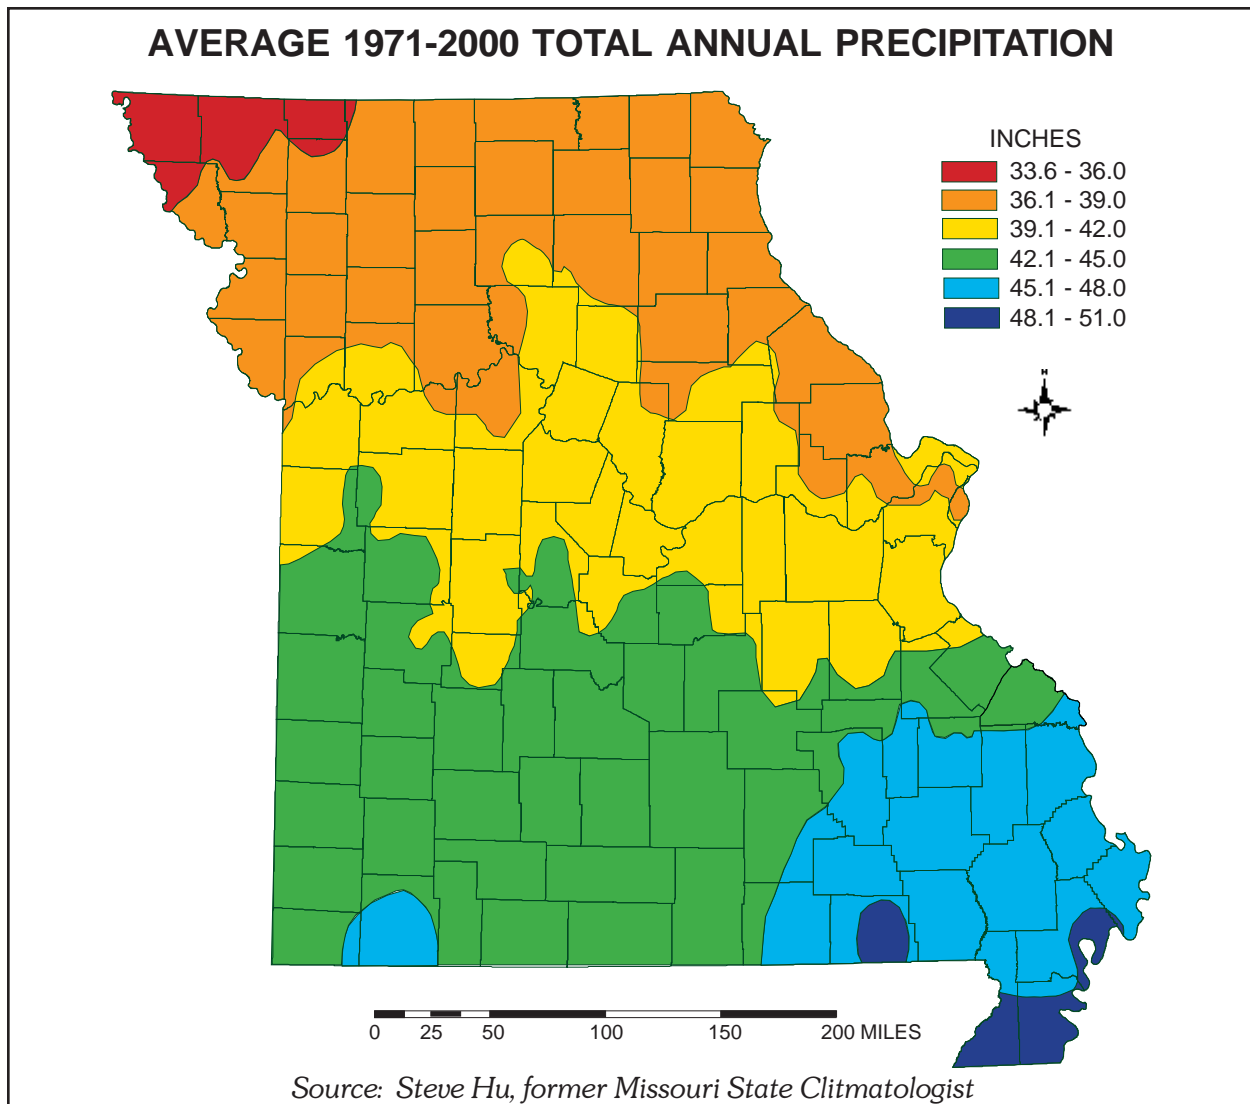 AVERAGE 1971-2000 TOTAL ANNUAL PRECIPITATION
INCHES
33.6 - 36.0
36.1 - 39.0
39.1 - 42.0
42.1 - 45.0
45.1 - 48.0
48.1 - 51.0
N
0 25 50 100 150 200 MILES
Source: Steve Hu, former Missouri State Clitmatologist